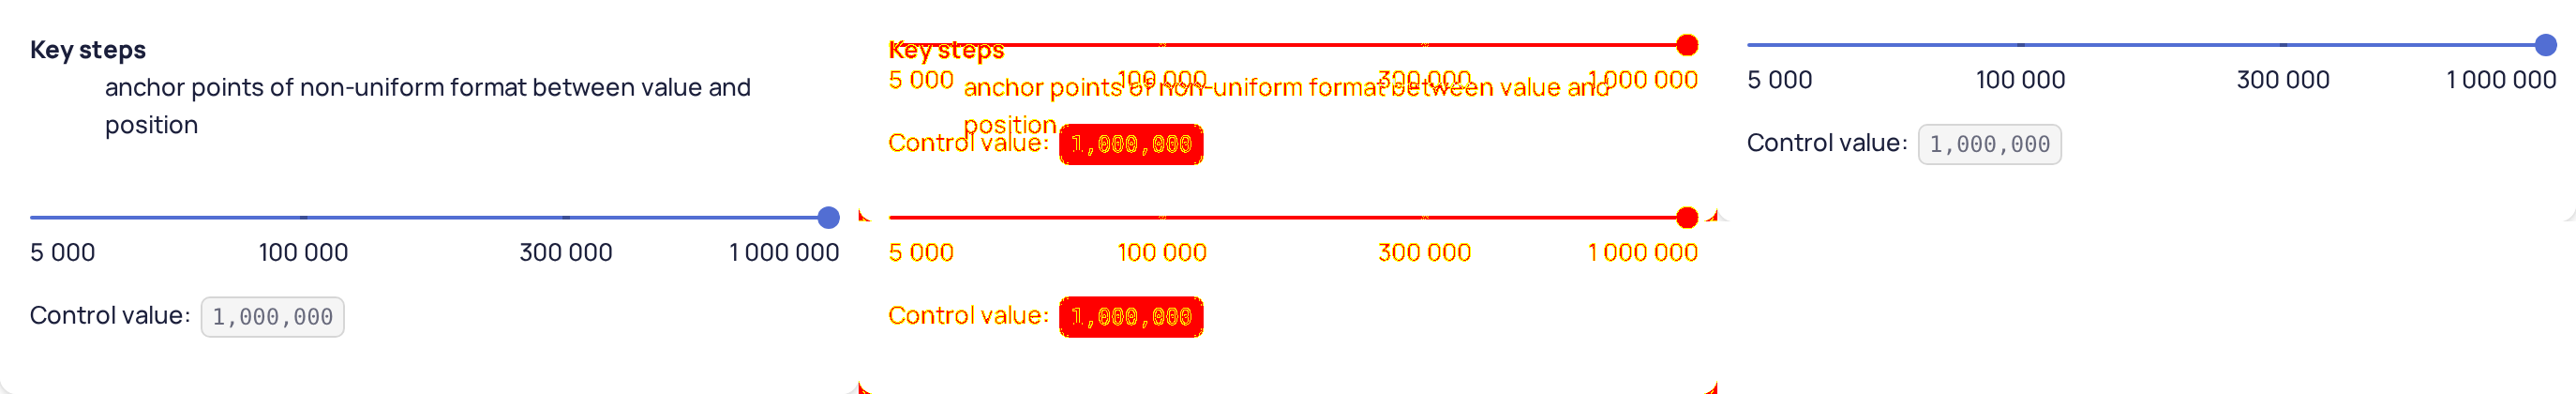 Key steps
anchor points of non-uniform format between value and
position
5 000 100 000 300 000 1 000 000
Control value: 1,000,000
Key steps
5 000 100 000 300 000 1 000 000
anchor points of non-uniform format between value and
position
Control value: 1,000,000
5 000 100 000 300 000 1 000 000
Control value: 1,000,000
5 000 100 000 300 000 1 000 000
Control value: 1,000,000